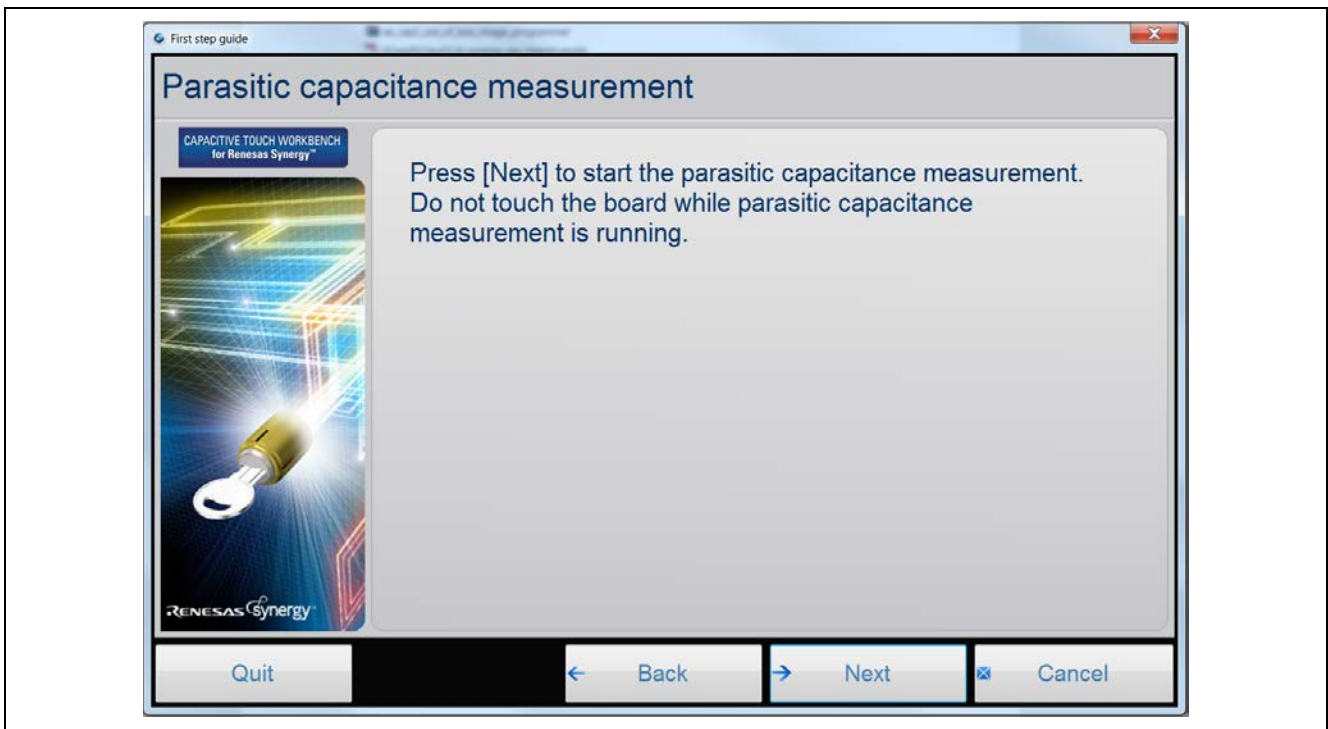 First step guide
Parasitic capacitance measurement
CAPACITIVE TOUCH WORKBENCH
for Renesas Synergy™
Press [Next] to start the parasitic capacitance measurement.
Do not touch the board while parasitic capacitance
measurement is running.
RENESAS Synergy™
Quit
Back
Next
Cancel